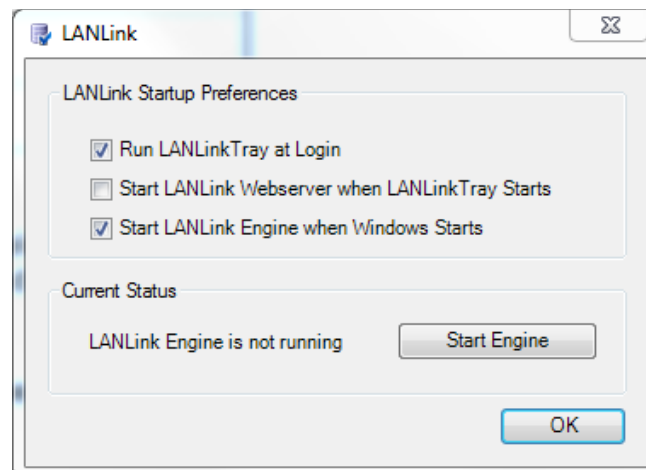 LANLink
LANLink Startup Preferences
Run LANLinkTray at Login
Start LANLink Webserver when LANLinkTray Starts
Start LANLink Engine when Windows Starts
Current Status
LANLink Engine is not running
Start Engine
OK